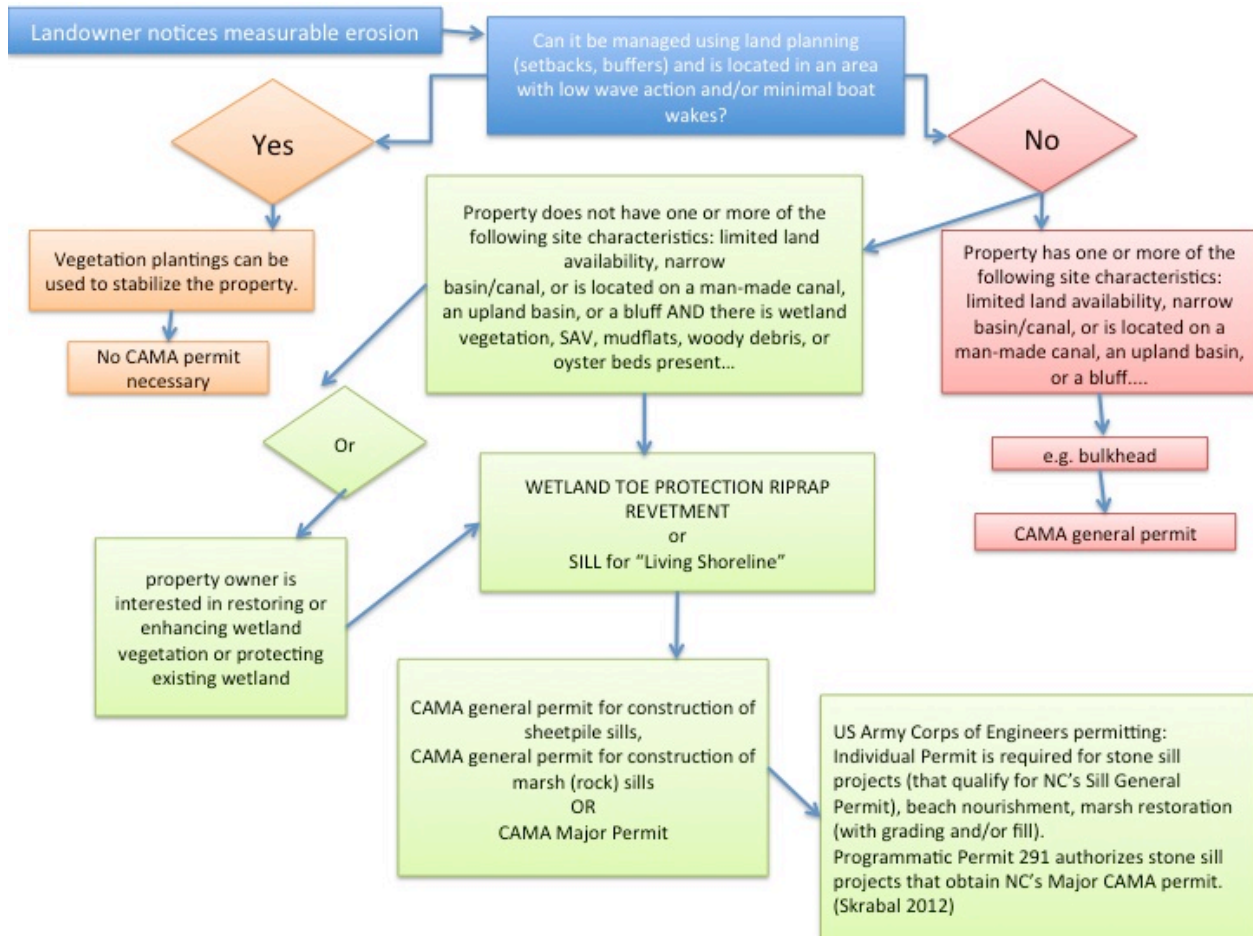 Landowner notices measurable erosion
Can it be managed using land planning
(setbacks, buffers) and is located in an area
with low wave action and/or minimal boat
wakes?
Yes
No
Vegetation plantings can be
used to stabilize the property.
No CAMA permit
necessary
Property does not have one or more of the
following site characteristics: limited land
availability, narrow
basin/canal, or is located on a man-made canal,
an upland basin, or a bluff AND there is wetland
vegetation, SAV, mudflats, woody debris, or
oyster beds present…
Property has one or more of the
following site characteristics:
limited land availability, narrow
basin/canal, or is located on a
man-made canal, an upland basin,
or a bluff....
Or
e.g. bulkhead
CAMA general permit
WETLAND TOE PROTECTION RIPRAP
REVETMENT
or
SILL for “Living Shoreline”
property owner is
interested in restoring or
enhancing wetland
vegetation or protecting
existing wetland
CAMA general permit for construction of
sheetpile sills,
CAMA general permit for construction of
marsh (rock) sills
OR
CAMA Major Permit
US Army Corps of Engineers permitting:
Individual Permit is required for stone sill
projects (that qualify for NC’s Sill General
Permit), beach nourishment, marsh restoration
(with grading and/or fill).
Programmatic Permit 291 authorizes stone sill
projects that obtain NC’s Major CAMA permit.
(Skrabal 2012)